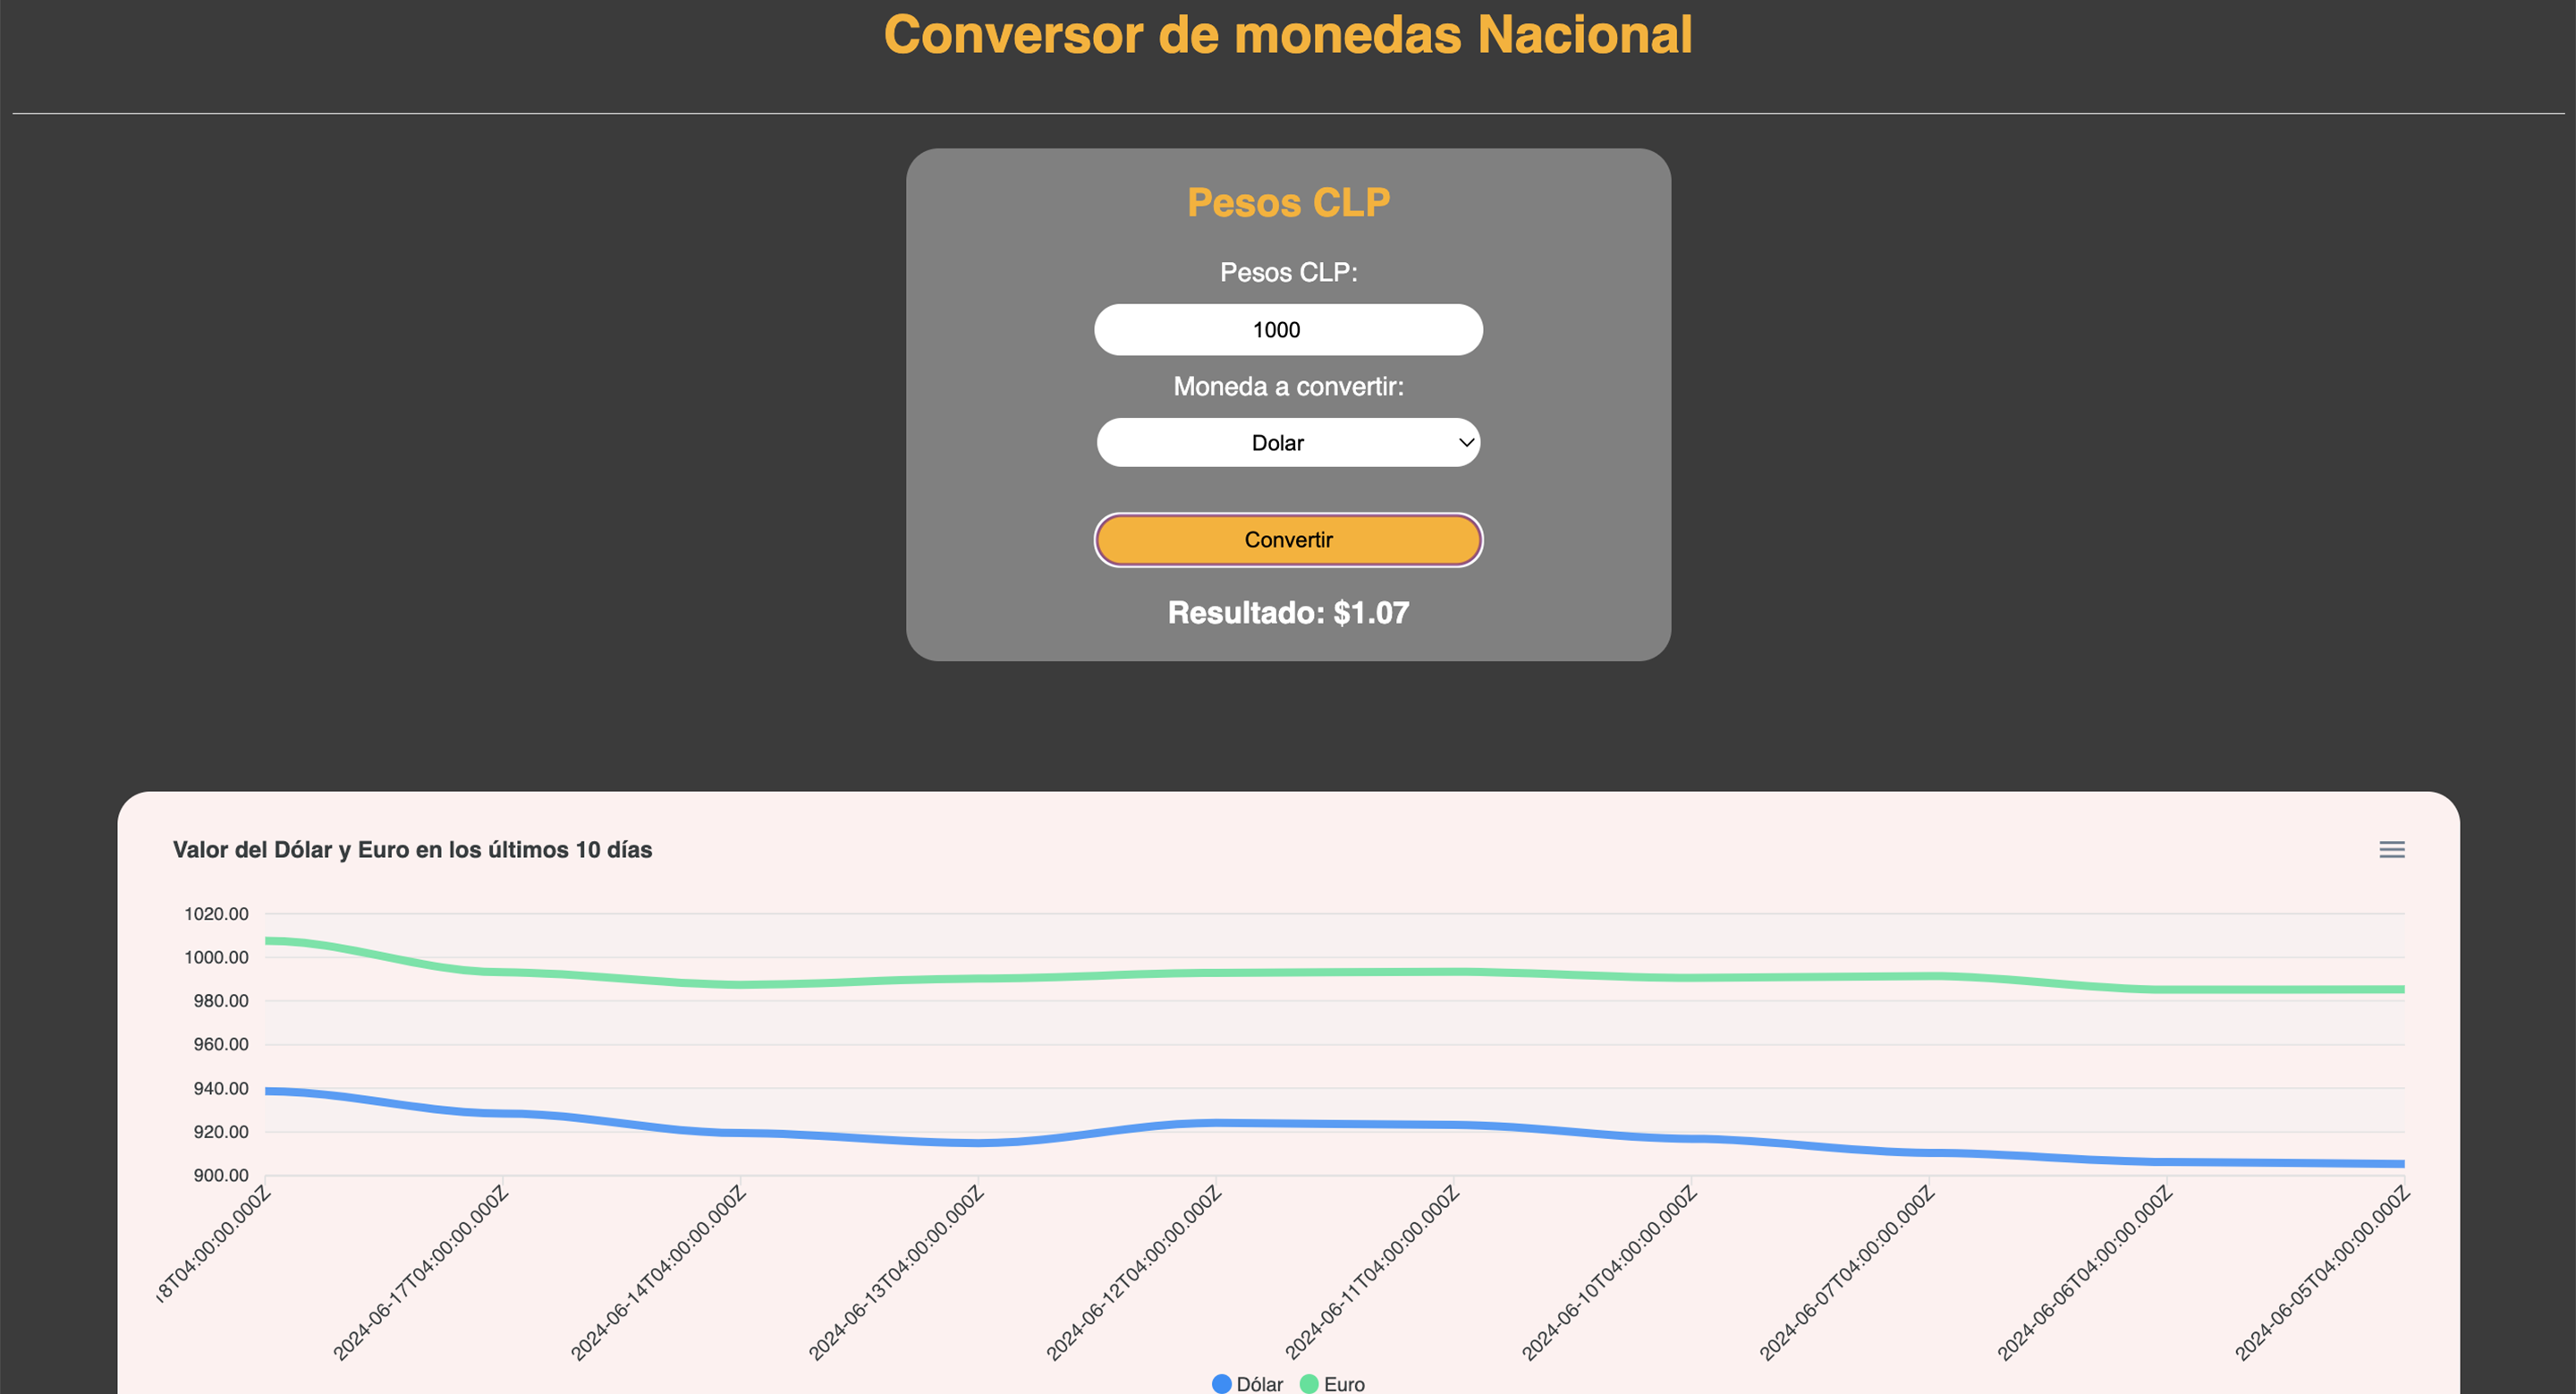 Conversor de monedas Nacional
Pesos CLP
Pesos CLP:
1000
Moneda a convertir:
Dolar
Convertir
Resultado: $1.07
Valor del Dólar y Euro en los últimos 10 días
1020.00
1000.00
980.00
960.00
940.00
920.00
900.00
8T04:00:00.000Z
2024-06-17T04:00:00.000Z
2024-06-14T04:00:00.000Z
2024-06-13T04:00:00.000Z
2024-06-12T04:00:00.000Z
2024-06-11T04:00:00.000Z
2024-06-10T04:00:00.000Z
2024-06-07T04:00:00.000Z
2024-06-06T04:00:00.000Z
2024-06-05T04:00:00.000Z
Dólar
Euro